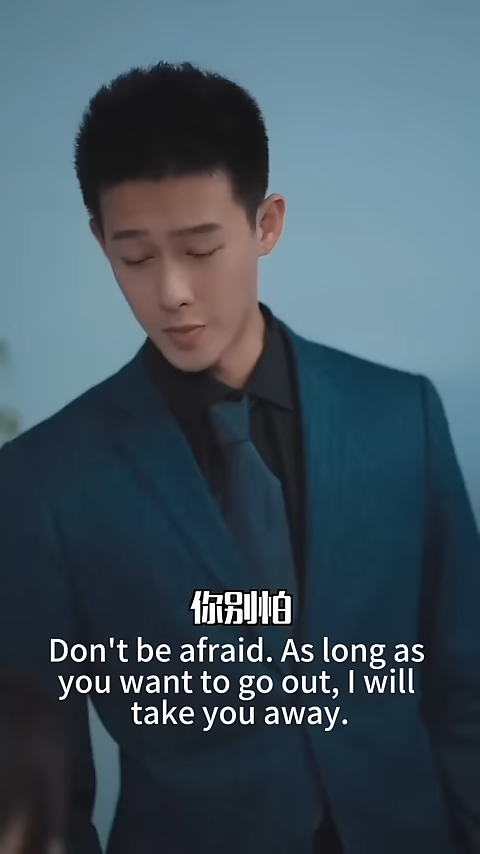 你别怕
Don't be afraid. As long as
you want to go out, I will
take you away.